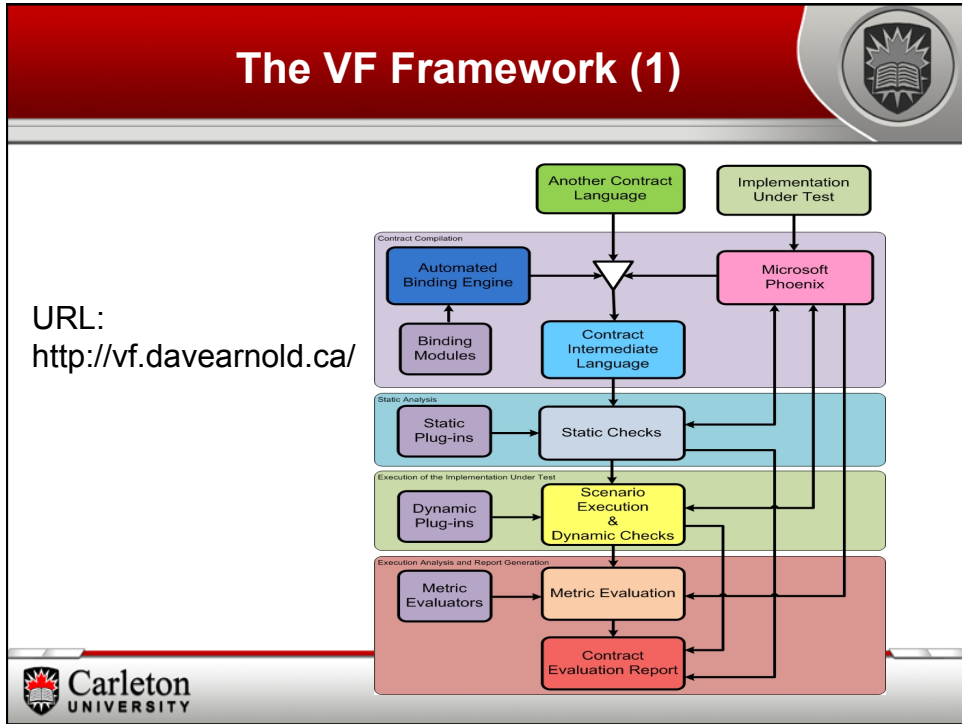 The VF Framework (1)
URL:
http://vf.davearnold.ca/
Another Contract
Language
Implementation
Under Test
Contract Compilation
Automated
Binding Engine
Microsoft
Phoenix
Binding
Modules
Contract
Intermediate
Language
Static Analysis
Static
Plug-ins
Static Checks
Execution of the Implementation Under Test
Dynamic
Plug-ins
Scenario
Execution
&
Dynamic Checks
Execution Analysis and Report Generation
Metric
Evaluators
Metric Evaluation
Contract
Evaluation Report
Carleton
UNIVERSITY